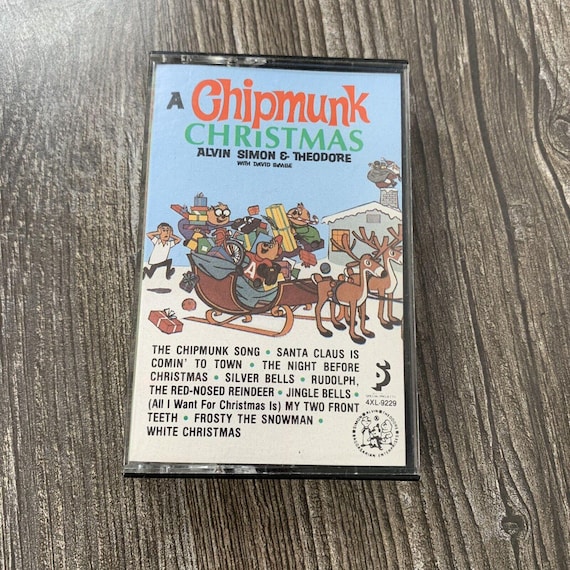 A Chipmunk
CHRISTMAS
ALVIN SIMON & THEODORE
WITH DAVID SEVILLE
A
THE CHIPMUNK SONG • SANTA CLAUS IS
COMIN' TO TOWN • THE NIGHT BEFORE
CHRISTMAS • SILVER BELLS • RUDOLPH,
THE RED-NOSED REINDEER • JINGLE BELLS •
(All I Want For Christmas Is) MY TWO FRONT
TEETH • FROSTY THE SNOWMAN •
WHITE CHRISTMAS
4XL-9229